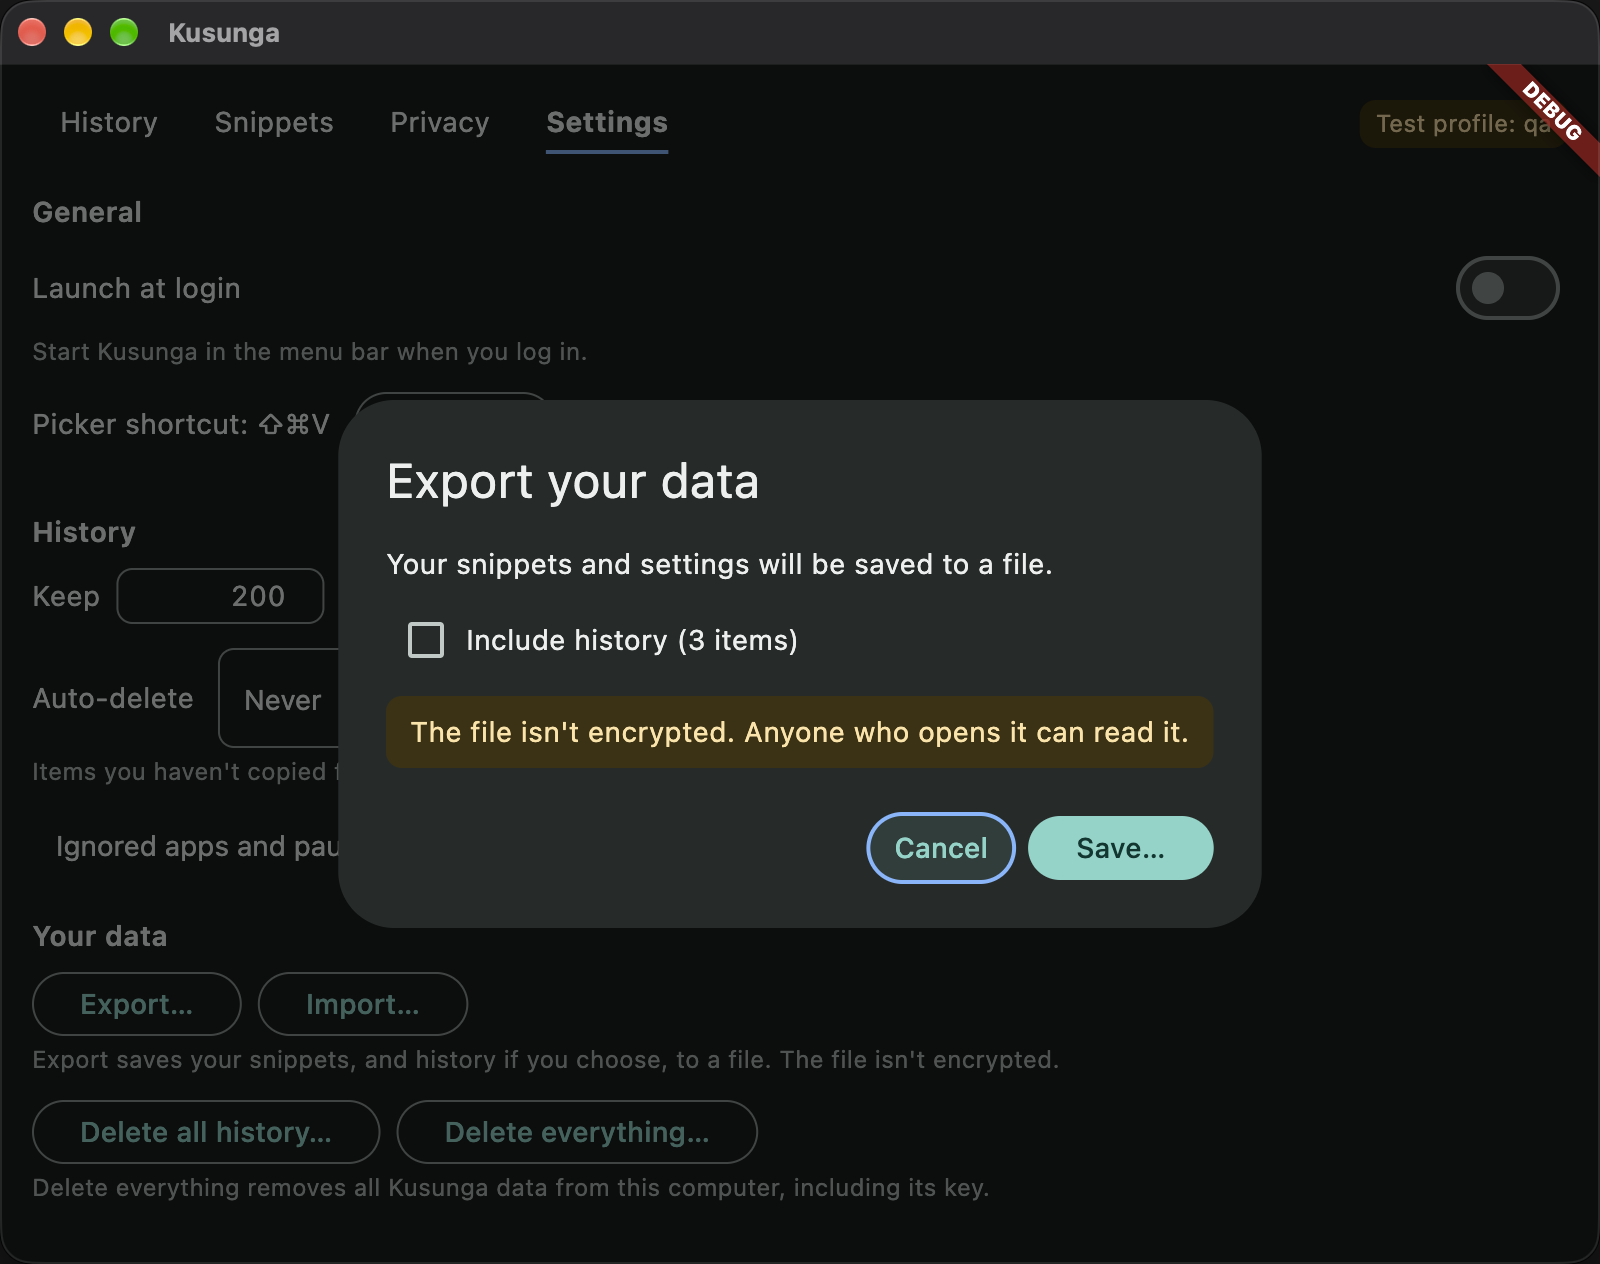 Kusunga
History Snippets Privacy Settings
Test profile: qa
DEBUG
General
Launch at login
Start Kusunga in the menu bar when you log in.
Picker shortcut: ⇧⌘V
Export your data
Your snippets and settings will be saved to a file.
Include history (3 items)
The file isn't encrypted. Anyone who opens it can read it.
Cancel Save...
History
Keep 200
Auto-delete Never
Items you haven't copied
Ignored apps and
Your data
Export... Import...
Export saves your snippets, and history if you choose, to a file. The file isn't encrypted.
Delete all history... Delete everything...
Delete everything removes all Kusunga data from this computer, including its key.